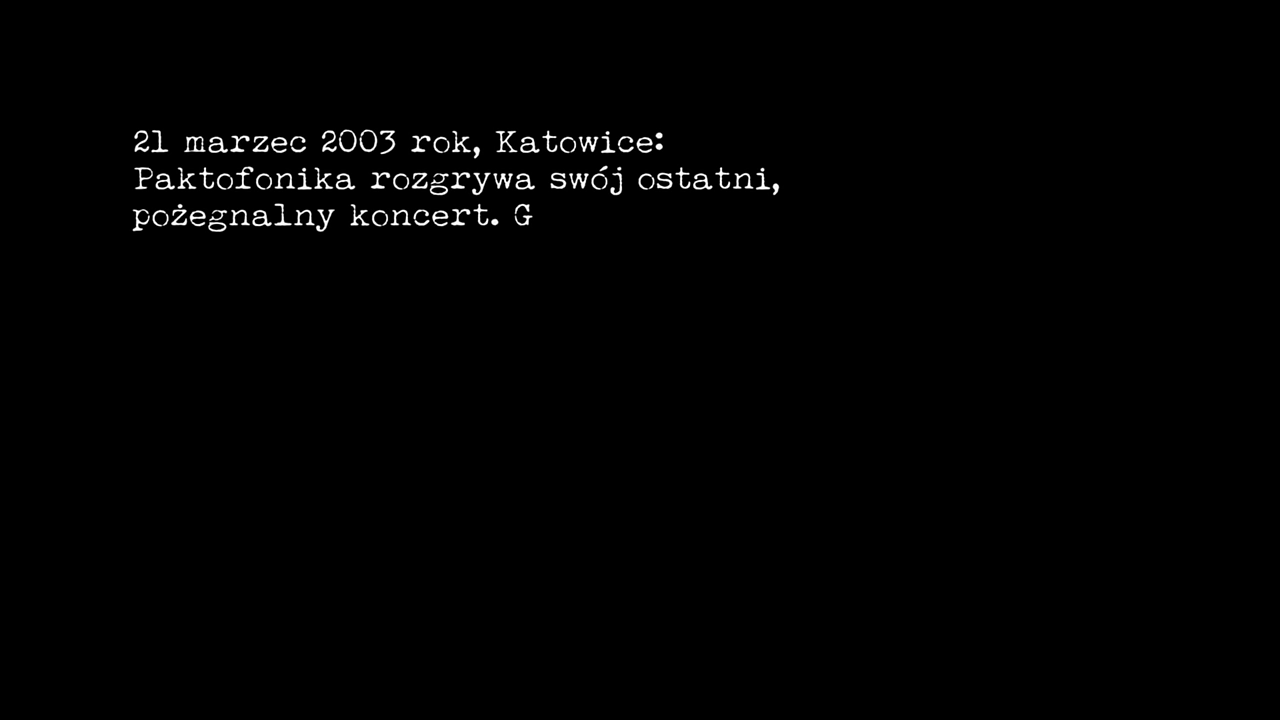 21 marzec 2003 rok, Katowice:
Paktofonika rozgrywa swój ostatni,
pożegnalny koncert. G